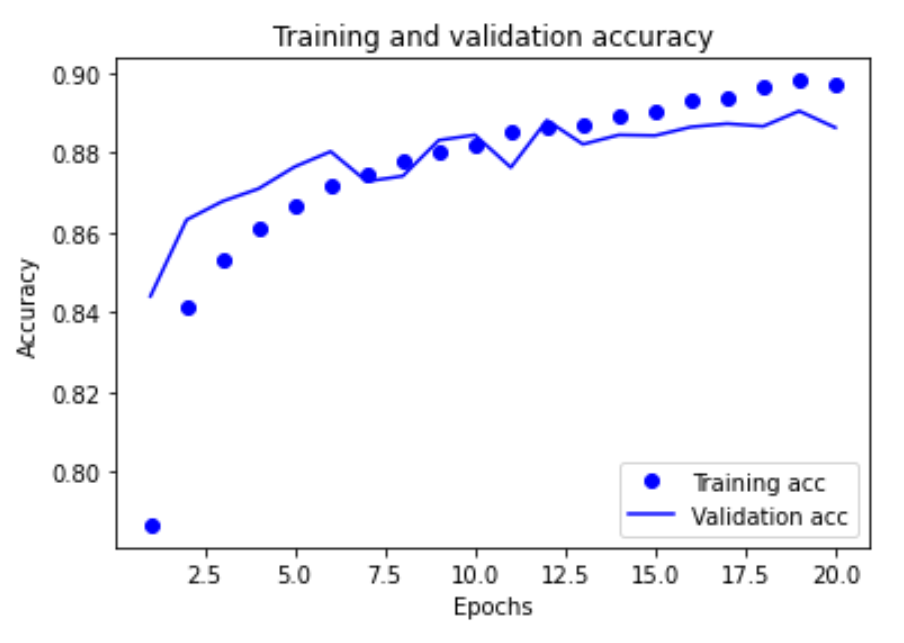 Training and validation accuracy
0.90
0.88
0.86
0.84
0.82
0.80
Accuracy
Training acc
Validation acc
2.5 5.0 7.5 10.0 12.5 15.0 17.5 20.0
Epochs